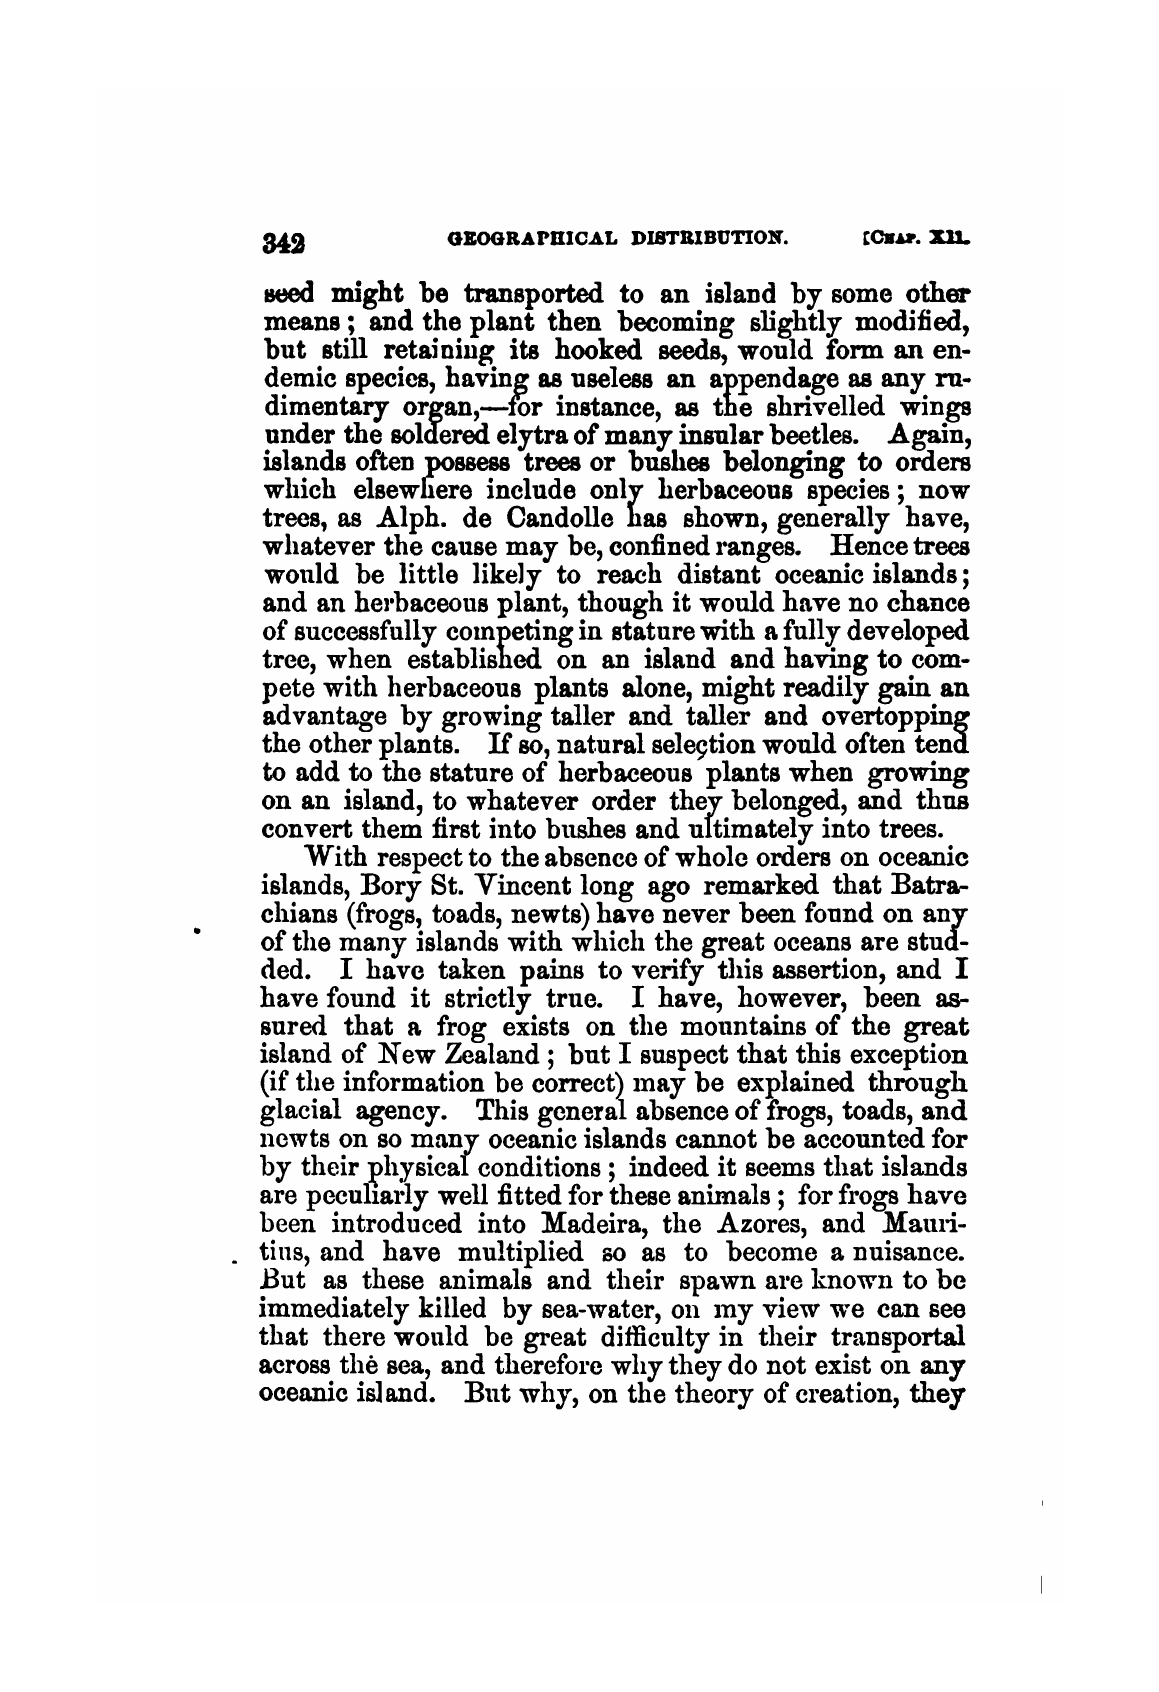 342 GEOGRAPHICAL DISTRIBUTION. [CHAP. XII.
seed might be transported to an island by some other
means; and the plant then becoming slightly modified,
but still retaining its hooked seeds, would form an en-
demic species, having as useless an appendage as any ru-
dimentary organ,—for instance, as the shrivelled wings
under the soldered elytra of many insular beetles. Again,
islands often possess trees or bushes belonging to orders
which elsewhere include only herbaceous species; now
trees, as Alph. de Candolle has shown, generally have,
whatever the cause may be, confined ranges. Hence trees
would be little likely to reach distant oceanic islands;
and an herbaceous plant, though it would have no chance
of successfully competing in stature with a fully developed
tree, when established on an island and having to com-
pete with herbaceous plants alone, might readily gain an
advantage by growing taller and taller and overtopping
the other plants. If so, natural selection would often tend
to add to the stature of herbaceous plants when growing
on an island, to whatever order they belonged, and thus
convert them first into bushes and ultimately into trees.
With respect to the absence of whole orders on oceanic
islands, Bory St. Vincent long ago remarked that Batra-
chians (frogs, toads, newts) have never been found on any
of the many islands with which the great oceans are stud-
ded. I have taken pains to verify this assertion, and I
have found it strictly true. I have, however, been as-
sured that a frog exists on the mountains of the great
island of New Zealand; but I suspect that this exception
(if the information be correct) may be explained through
glacial agency. This general absence of frogs, toads, and
newts on so many oceanic islands cannot be accounted for
by their physical conditions; indeed it seems that islands
are peculiarly well fitted for these animals; for frogs have
been introduced into Madeira, the Azores, and Mauri-
tius, and have multiplied so as to become a nuisance.
But as these animals and their spawn are known to be
immediately killed by sea-water, on my view we can see
that there would be great difficulty in their transportal
across the sea, and therefore why they do not exist on any
oceanic island. But why, on the theory of creation, they